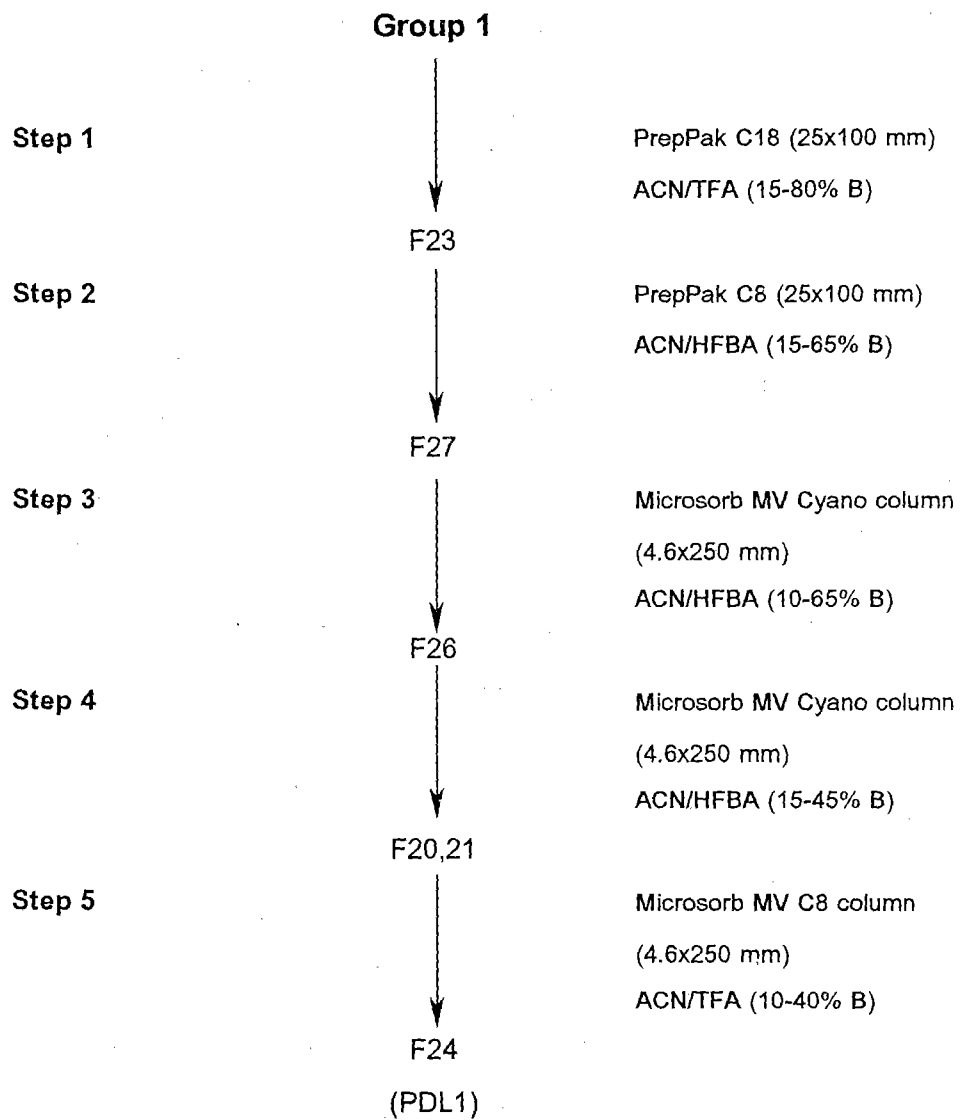 Group 1
Step 1
PrepPak C18 (25x100 mm)
ACN/TFA (15-80% B)
F23
Step 2
PrepPak C8 (25x100 mm)
ACN/HFBA (15-65% B)
F27
Step 3
Microsorb MV Cyano column
(4.6x250 mm)
ACN/HFBA (10-65% B)
F26
Step 4
Microsorb MV Cyano column
(4.6x250 mm)
ACN/HFBA (15-45% B)
F20,21
Step 5
Microsorb MV C8 column
(4.6x250 mm)
ACN/TFA (10-40% B)
F24
(PDL1)